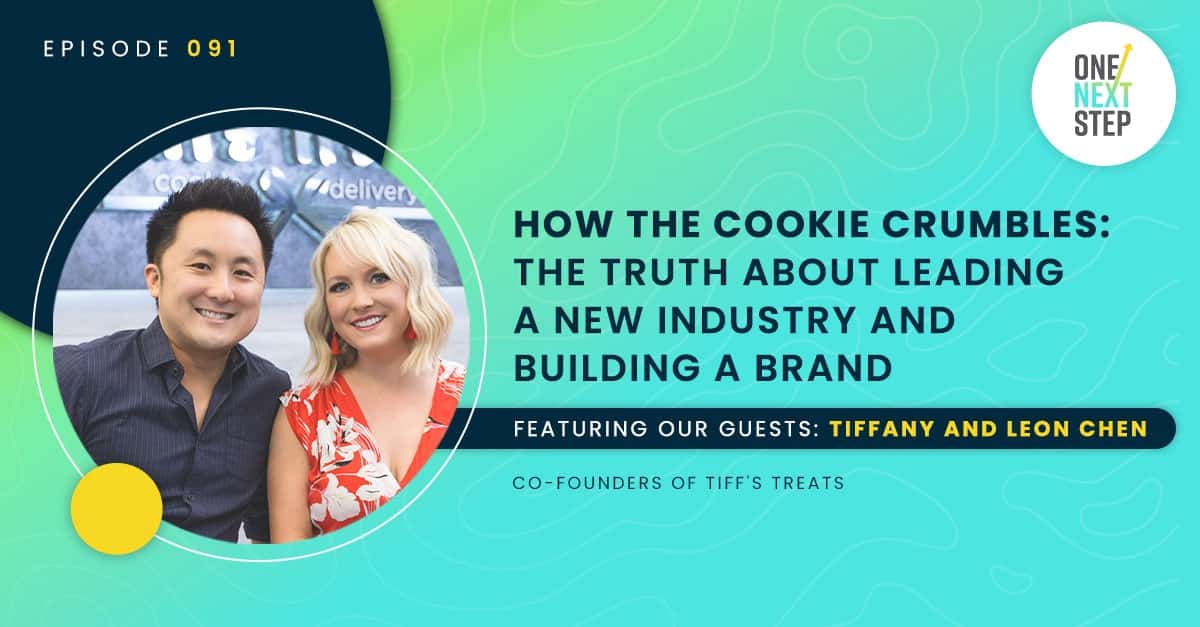 EPISODE 091
ONE
NEXT
STEP
delivery
HOW THE COOKIE CRUMBLES:
THE TRUTH ABOUT LEADING
A NEW INDUSTRY AND
BUILDING A BRAND
FEATURING OUR GUESTS: TIFFANY AND LEON CHEN
CO-FOUNDERS OF TIFF'S TREATS